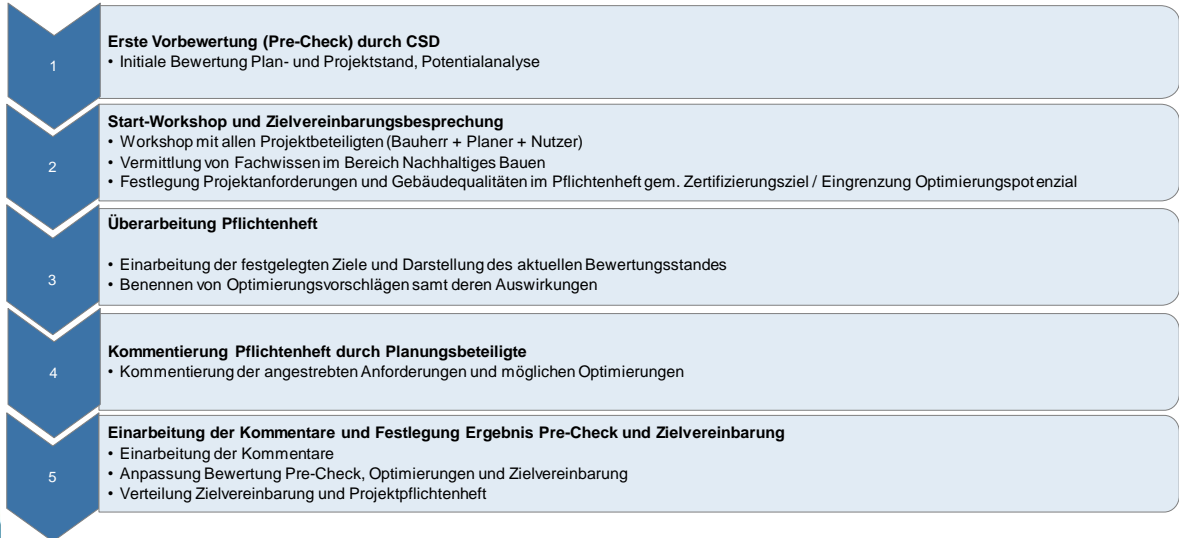 1
Erste Vorbewertung (Pre-Check) durch CSD
• Initiale Bewertung Plan- und Projektstand, Potentialanalyse
2
Start-Workshop und Zielvereinbarungsbesprechung
• Workshop mit allen Projektbeteiligten (Bauherr + Planer + Nutzer)
• Vermittlung von Fachwissen im Bereich Nachhaltiges Bauen
• Festlegung Projektanforderungen und Gebäudequalitäten im Pflichtenheft gem. Zertifizierungsziel / Eingrenzung Optimierungspotenzial
3
Überarbeitung Pflichtenheft
• Einarbeitung der festgelegten Ziele und Darstellung des aktuellen Bewertungsstandes
• Benennen von Optimierungsvorschlägen samt deren Auswirkungen
4
Kommentierung Pflichtenheft durch Planungsbeteiligte
• Kommentierung der angestrebten Anforderungen und möglichen Optimierungen
5
Einarbeitung der Kommentare und Festlegung Ergebnis Pre-Check und Zielvereinbarung
• Einarbeitung der Kommentare
• Anpassung Bewertung Pre-Check, Optimierungen und Zielvereinbarung
• Verteilung Zielvereinbarung und Projektpflichtenheft